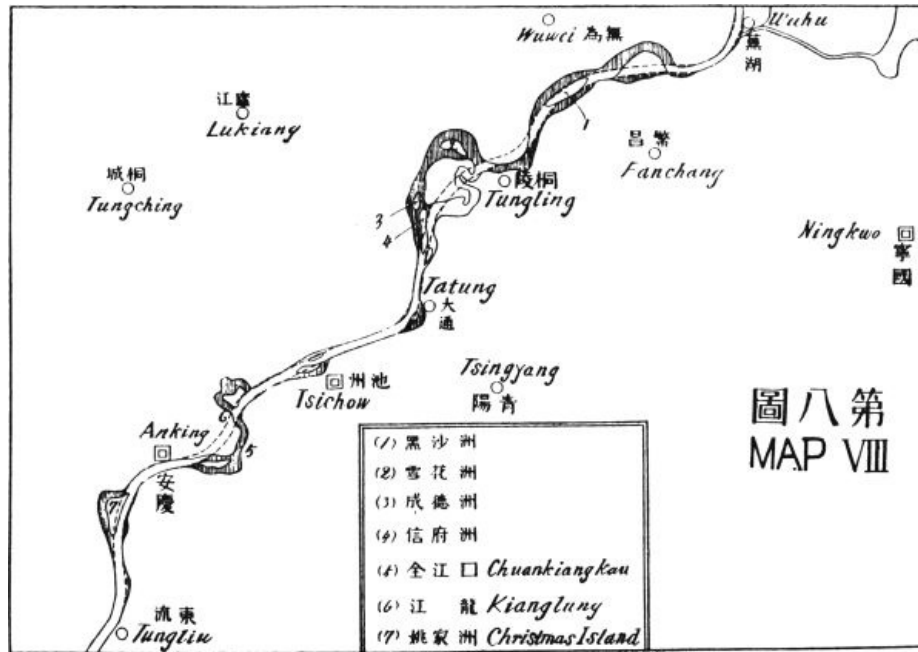 Wuhu
蕪湖
Wuwei 為無
江廬
Lukiang
昌繁
Fanchang
城桐
Tungching
陵桐
Tungling
1
2
3
4
Ningkwo
寧國
Tatung
大通
Tsingyang
陽青
州池
Tsichow
Anking
安慶
5
7
流東
Tungliu
圖八第
MAP VIII
(1) 黑沙洲
(2) 雪花洲
(3) 成德洲
(4) 信府洲
(5) 全江口 Chuankiangkau
(6) 江龍 Kianglung
(7) 姚家洲 Christmas Island